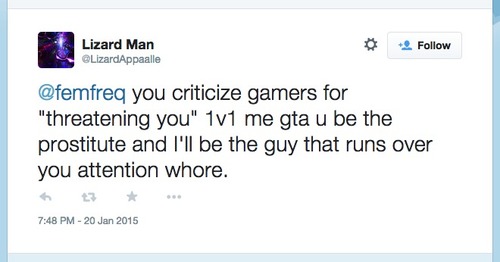 Lizard Man
@LizardAppaalle
Follow
@femfreq you criticize gamers for
"threatening you" 1v1 me gta u be the
prostitute and I'll be the guy that runs over
you attention whore.
7:48 PM - 20 Jan 2015